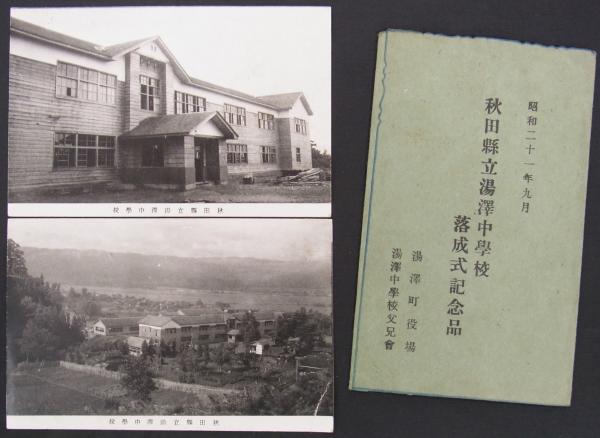 昭和二十一年九月
秋田縣立湯澤中學校
落成式記念品
湯澤町役場
湯澤中學校父兄會
校學中澤湯立縣田秋
校學中澤湯立縣田秋